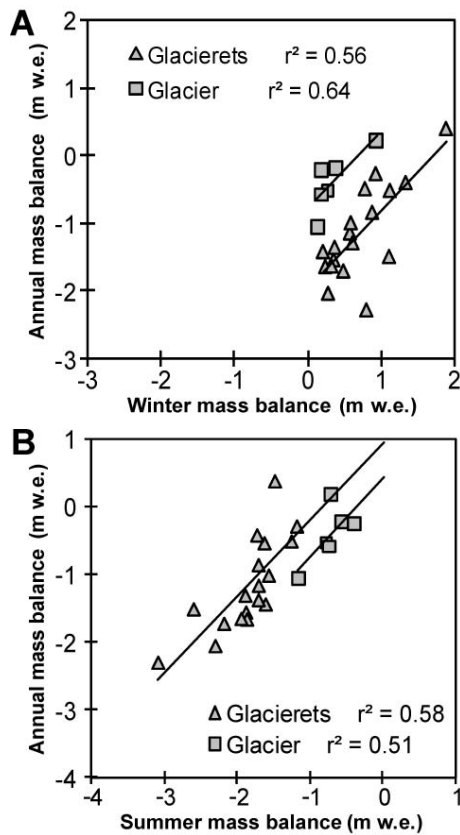 A
2
Glacierets r² = 0.56
1
Glacier r² = 0.64
0
-1
-2
-3
-3 -2 -1 0 1 2
Annual mass balance (m w.e.)
Winter mass balance (m w.e.)
B
1
0
-1
-2
-3
Glacierets r² = 0.58
Glacier r² = 0.51
-4
-4 -3 -2 -1 0 1
Annual mass balance (m w.e.)
Summer mass balance (m w.e.)